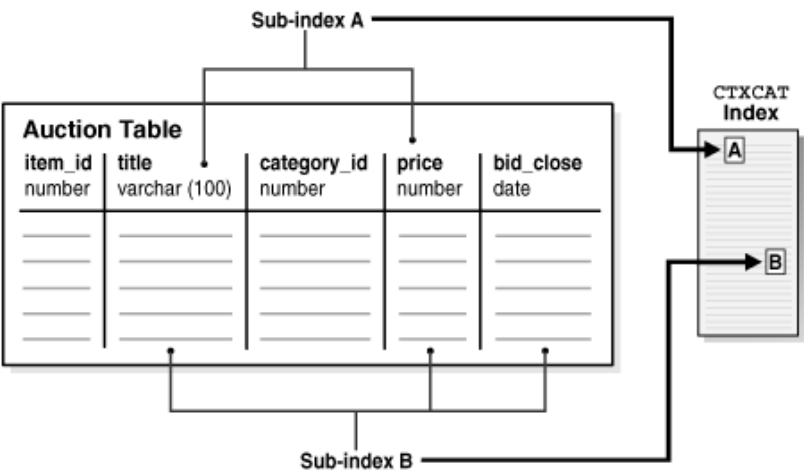 Sub-index A
CTXCAT
Index
Auction Table
item_id title category_id price bid_close
number varchar (100) number number date
A
B
Sub-index B